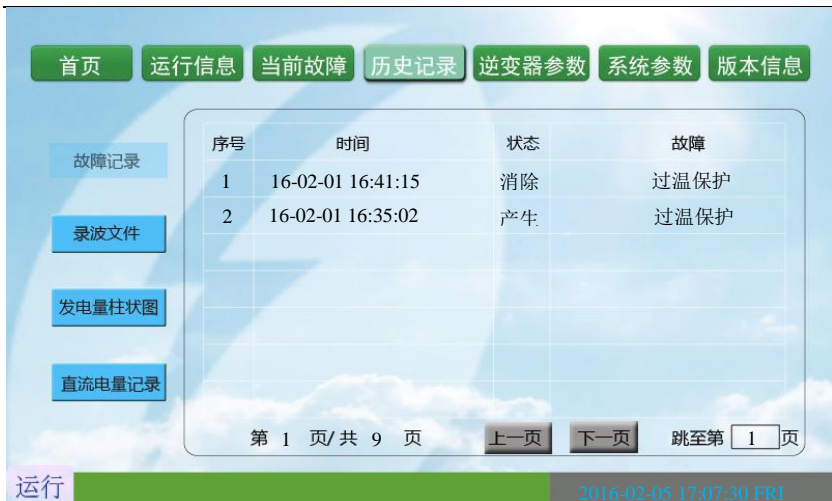 首页 运行信息 当前故障 历史记录 逆变器参数 系统参数 版本信息
故障记录
录波文件
发电量柱状图
直流电量记录
序号 时间 状态 故障
1 16-02-01 16:41:15 消除 过温保护
2 16-02-01 16:35:02 产生 过温保护
第 1 页/共 9 页 上一页 下一页 跳至第 1 页
运行 2016-02-05 17:07:30 FRI